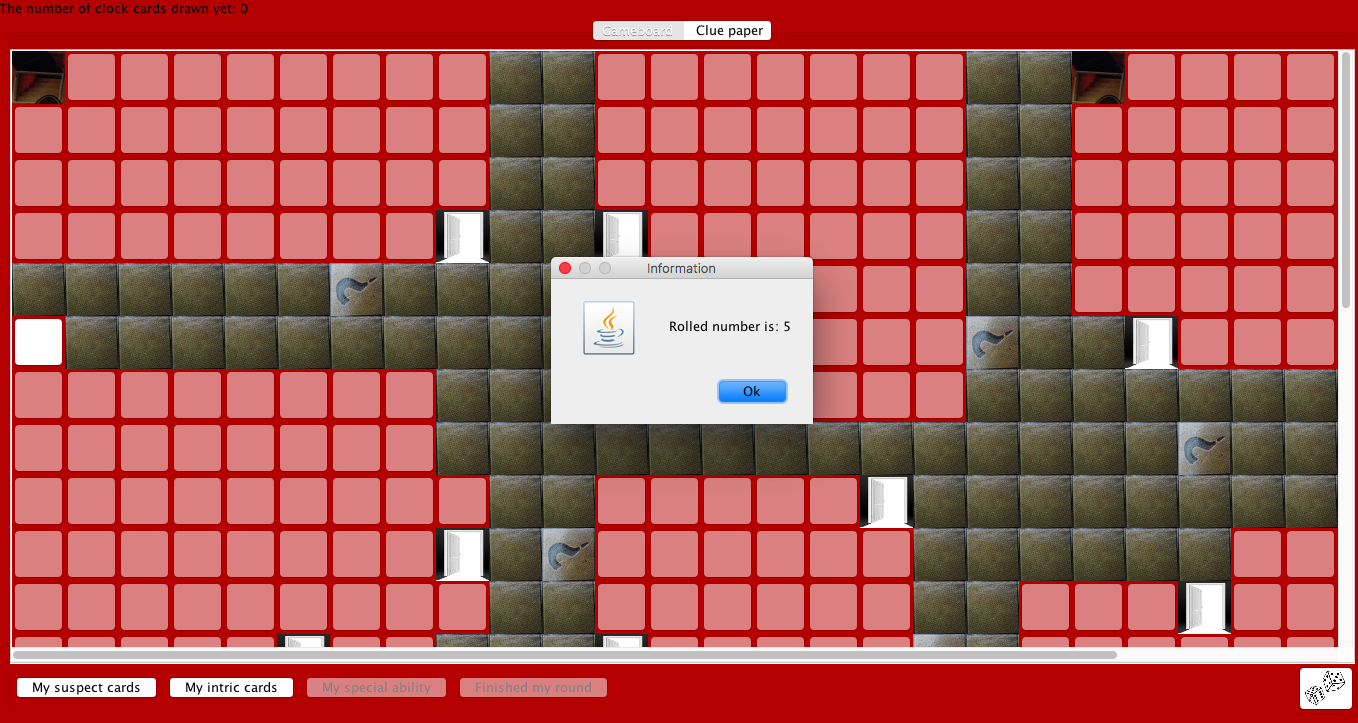 The number of clock cards drawn yet: 0
Gameboard
Clue paper
Information
Rolled number is: 5
Ok
My suspect cards
My intric cards
My special ability
Finished my round